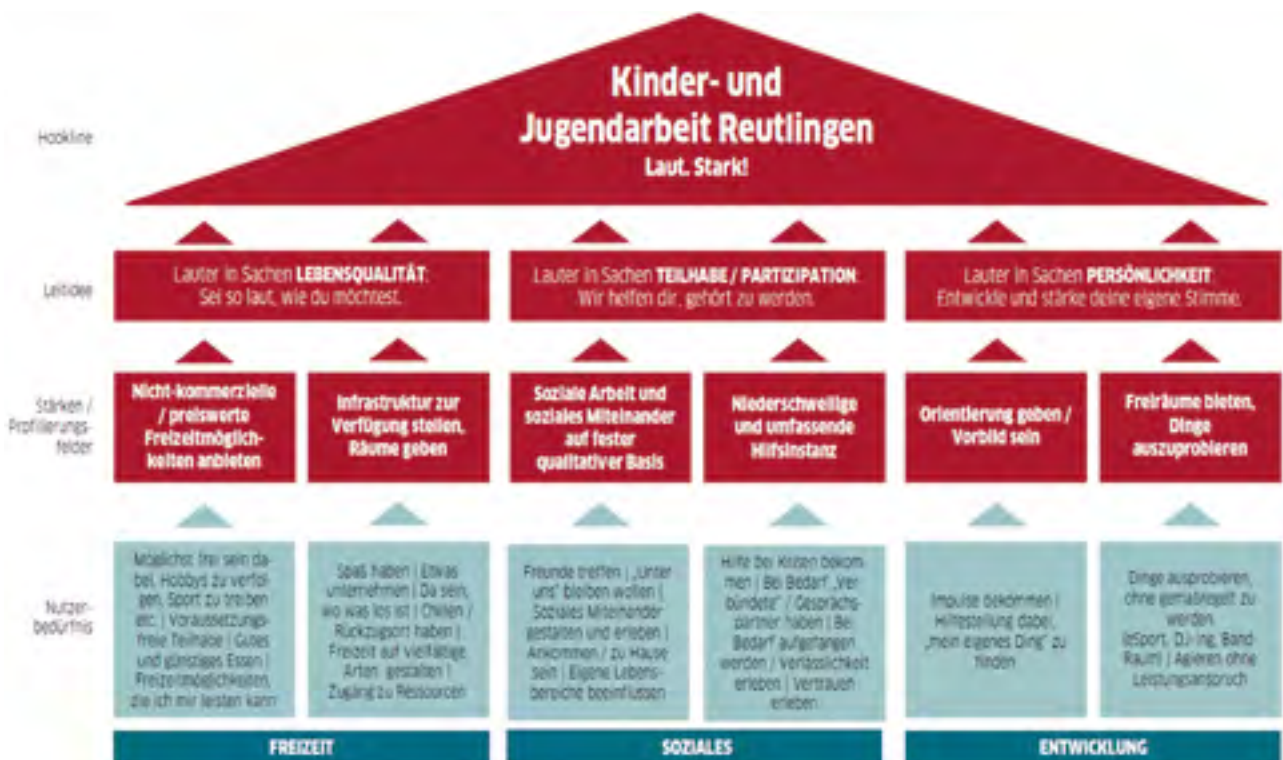 Kinder- und
Jugendarbeit Reutlingen
Laut. Stark!
Hookline
Leitidee
Lauter in Sachen LEBENSQUALITÄT:
Sei so laut, wie du möchtest.
Lauter in Sachen TEILHABE / PARTIZIPATION:
Wir helfen dir, gehört zu werden.
Lauter in Sachen PERSÖNLICHKEIT:
Entwickle und stärke deine eigene Stimme.
Stärken /
Profilierungs-
felder
Nicht-kommerzielle
/ preiswerte
Freizeitmöglich-
keiten anbieten
Infrastruktur zur
Verfügung stellen,
Räume geben
Soziale Arbeit und
soziales Miteinander
auf fester
qualitativer Basis
Niederschwellige
und umfassende
Hilfsinstanz
Orientierung geben /
Vorbild sein
Freiräume bieten,
Dinge
auszuprobieren
Nutzer-
bedürfnis
Möglichst frei sein da-
bei, Hobbys zu verfol-
gen, Sport zu treiben
etc. | Voraussetzungs-
freie Teilhabe | Gutes
und günstiges Essen |
Freizeitmöglichkeiten,
die ich mir leisten kann
Spaß haben | Etwas
unternehmen | Da sein,
wo was los ist | Chillen /
Rückzugsort haben |
Freizeit auf vielfältige
Arten gestalten |
Zugang zu Ressourcen
Freunde treffen | „Unter
uns“ bleiben wollen |
Soziales Miteinander
gestalten und erleben |
Ankommen / zu Hause
sein | Eigene Lebens-
bereiche beeinflussen
Hilfe bei Krisen bekom-
men | Bei Bedarf „Ver-
bündete“ / Gesprächs-
partner haben | Bei
Bedarf aufgefangen
werden / Verlässlichkeit
erleben | Vertrauen
erleben
Impulse bekommen |
Hilfestellung dabei,
„mein eigenes Ding“ zu
finden
Dinge ausprobieren,
ohne gemaßregelt zu
werden
(eSport, DJ-ing, Band
Raum) | Agieren ohne
Leistungsanspruch
FREIZEIT
SOZIALES
ENTWICKLUNG